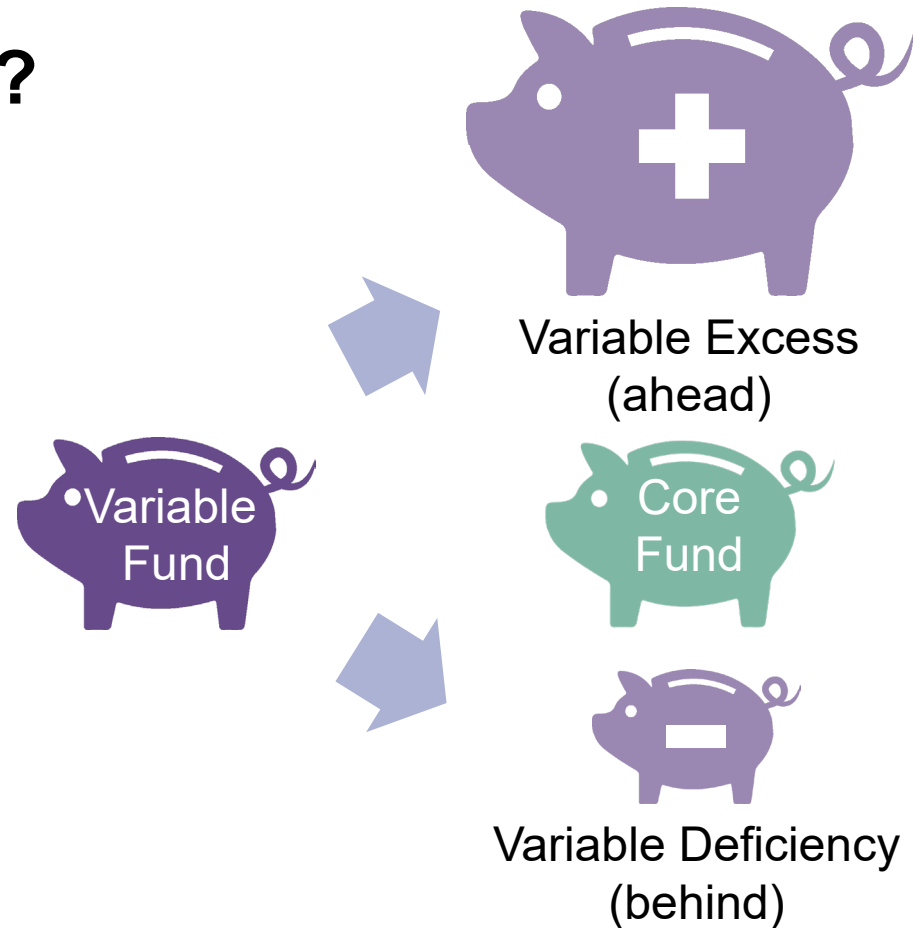 ?
Variable Excess
(ahead)
Variable
Fund
Core
Fund
Variable Deficiency
(behind)